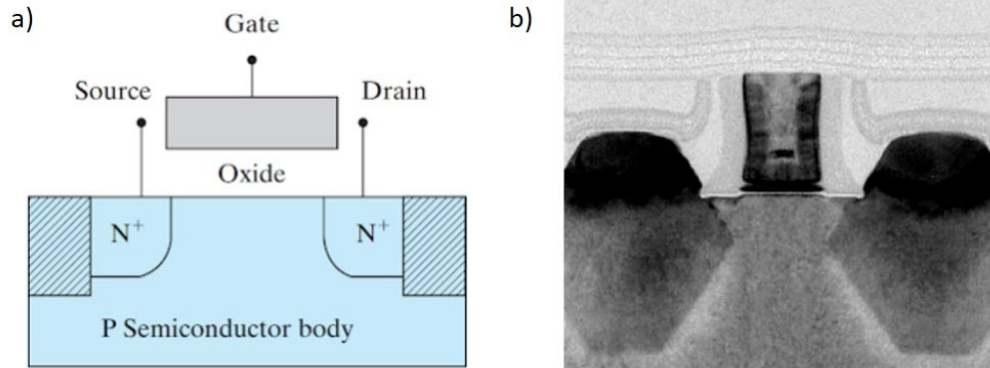 a)
Gate
Source
Drain
Oxide
N⁺
N⁺
P Semiconductor body
b)